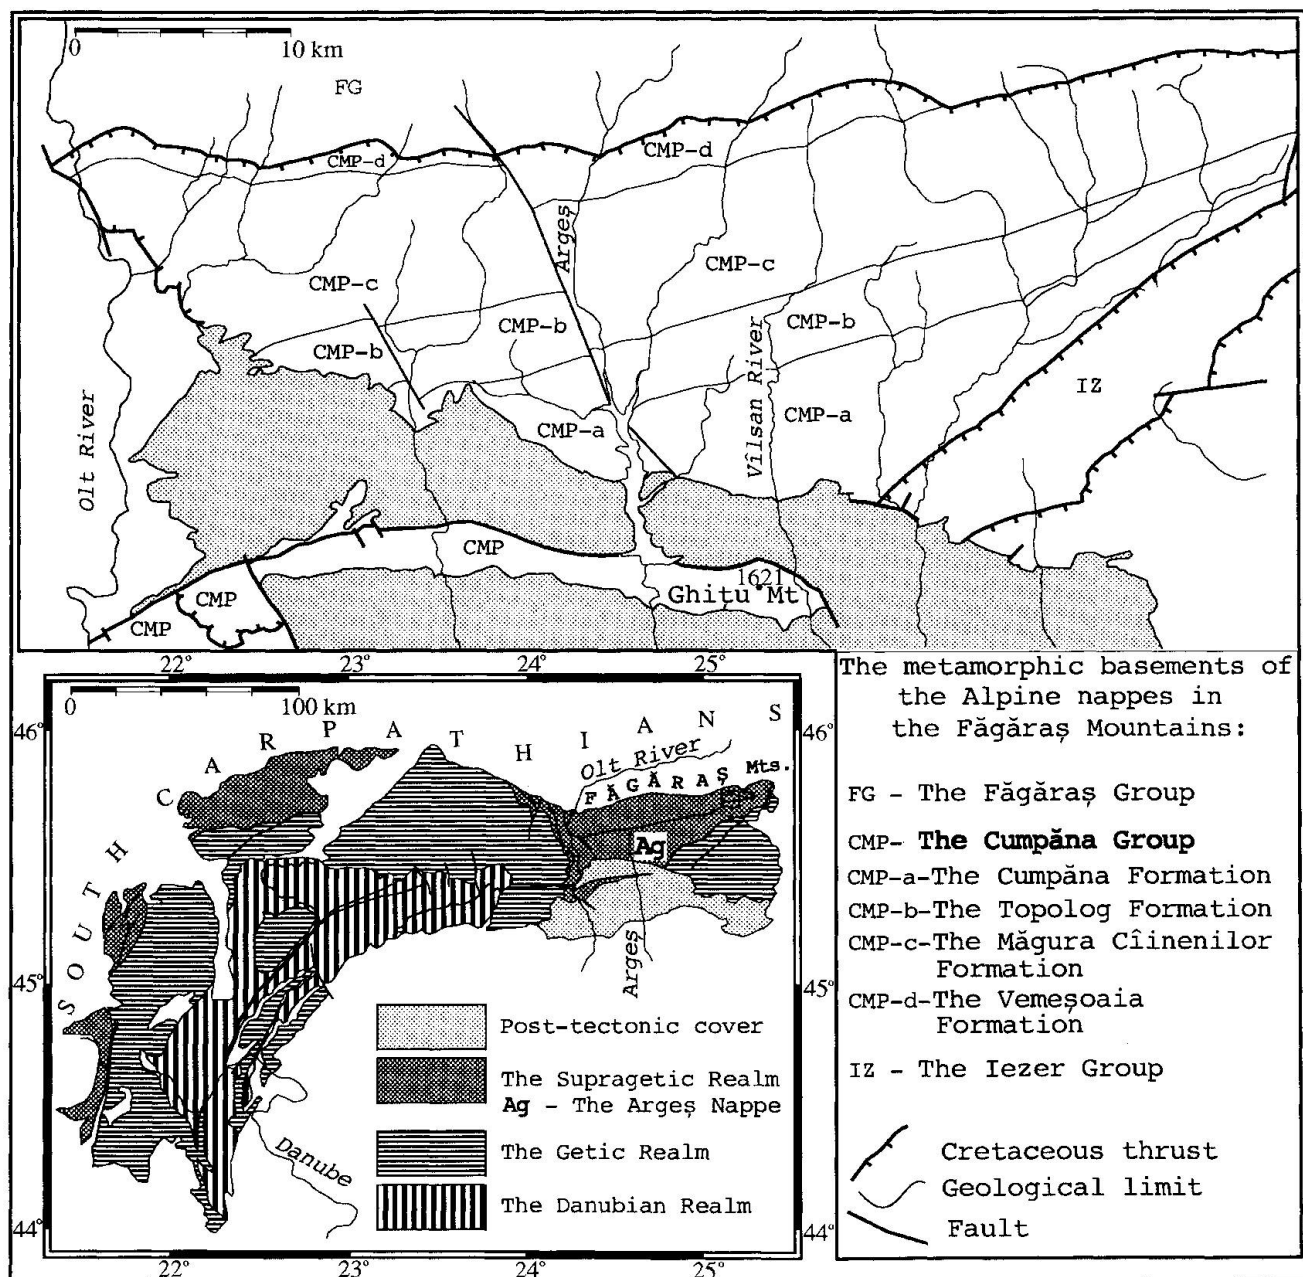 0 10 km
FG
CMP-d
CMP-d
Argeș
CMP-c
CMP-c
CMP-b
CMP-b
CMP-b
Vîlsan River
IZ
Olt River
CMP-a
CMP-a
CMP
1621
Ghițu Mt
CMP
CMP
22° 23° 24° 25°
0 100 km
46° 46°
SOUTH CARPATHIANS
Olt River
FĂGĂRAȘ Mts.
Ag
Argeș
45° 45°
Post-tectonic cover
The Supragetic Realm
Ag - The Argeș Nappe
The Getic Realm
The Danubian Realm
Danube
44° 44°
22° 23° 24° 25°
The metamorphic basements of
the Alpine nappes in
the Făgăraș Mountains:
FG - The Făgăraș Group
CMP- The Cumpăna Group
CMP-a-The Cumpăna Formation
CMP-b-The Topolog Formation
CMP-c-The Măgura Cîinenilor
Formation
CMP-d-The Vemeșoaia
Formation
IZ - The Iezer Group
Cretaceous thrust
Geological limit
Fault